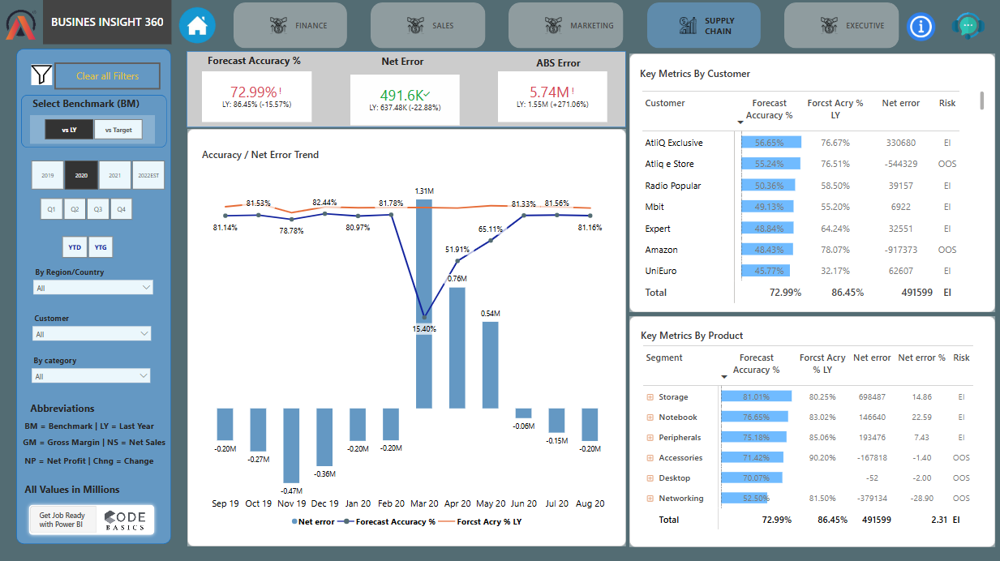 BUSINES INSIGHT 360
FINANCE
SALES
MARKETING
SUPPLY
CHAIN
EXECUTIVE
Clear all Filters
Select Benchmark (BM)
vs LY
vs Target
2019
2020
2021
2022EST
Q1
Q2
Q3
Q4
YTD
YTG
By Region/Country
All
Customer
All
By category
All
Abbreviations
BM = Benchmark | LY = Last Year
GM = Gross Margin | NS = Net Sales
NP = Net Profit | Chng = Change
All Values in Millions
Get Job Ready
with Power BI
CODE
BASICS
Forecast Accuracy %
72.99%!
LY: 86.45% (-15.57%)
Net Error
491.6K✓
LY: 637.48K (-22.88%)
ABS Error
5.74M!
LY: 1.55M (+271.06%)
Accuracy / Net Error Trend
1.31M
81.53%
82.44%
81.78%
81.33%
81.56%
81.14%
78.78%
80.97%
65.11%
81.16%
51.91%
0.76M
0.54M
15.40%
-0.20M
-0.27M
-0.47M
-0.36M
-0.20M
-0.20M
-0.06M
-0.15M
-0.20M
Sep 19 Oct 19 Nov 19 Dec 19 Jan 20 Feb 20 Mar 20 Apr 20 May 20 Jun 20 Jul 20 Aug 20
Net error Forecast Accuracy % Forcst Acry % LY
Key Metrics By Customer
Customer Forecast Accuracy % Forcst Acry % LY Net error Risk
AtliQ Exclusive 56.65% 76.67% 330680 EI
Atliq e Store 55.24% 76.51% -544329 OOS
Radio Popular 50.36% 58.50% 39157 EI
Mbit 49.13% 55.20% 6922 EI
Expert 48.84% 64.24% 32551 EI
Amazon 48.43% 78.07% -917373 OOS
UniEuro 45.77% 32.17% 62607 EI
Total 72.99% 86.45% 491599 EI
Key Metrics By Product
Segment Forecast Accuracy % Forcst Acry % LY Net error Net error % Risk
Storage 81.01% 80.25% 698487 14.86 EI
Notebook 76.65% 83.02% 146640 22.59 EI
Peripherals 75.18% 85.06% 193476 7.43 EI
Accessories 71.42% 90.20% -167818 -1.40 OOS
Desktop 70.07% -52 -2.00 OOS
Networking 52.50% 81.50% -379134 -28.90 OOS
Total 72.99% 86.45% 491599 2.31 EI